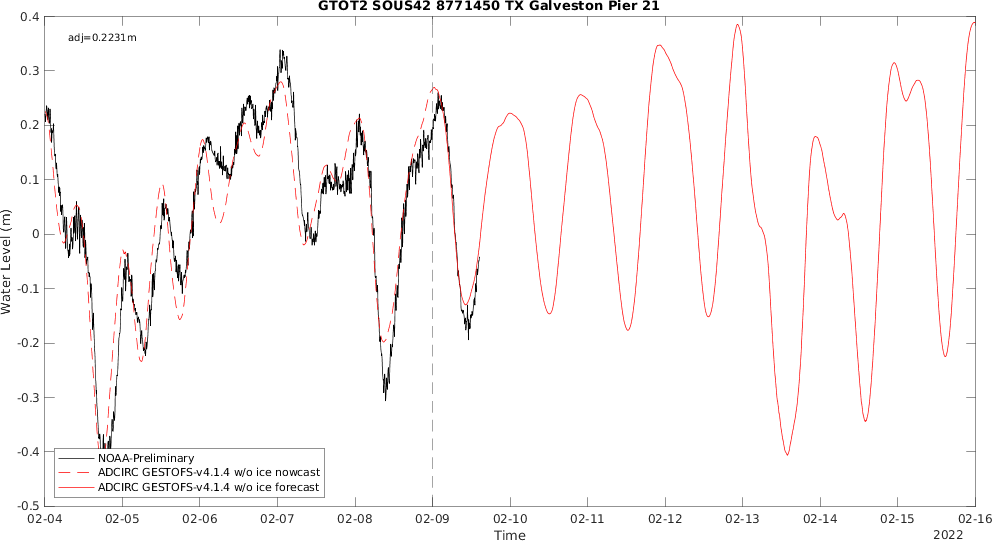 GTOT2 SOUS42 8771450 TX Galveston Pier 21
adj=0.2231m
0.4
0.3
0.2
0.1
0
-0.1
-0.2
-0.3
-0.4
-0.5
Water Level (m)
NOAA-Preliminary
ADCIRC GESTOFS-v4.1.4 w/o ice nowcast
ADCIRC GESTOFS-v4.1.4 w/o ice forecast
02-04 02-05 02-06 02-07 02-08 02-09 02-10 02-11 02-12 02-13 02-14 02-15 02-16
Time
2022